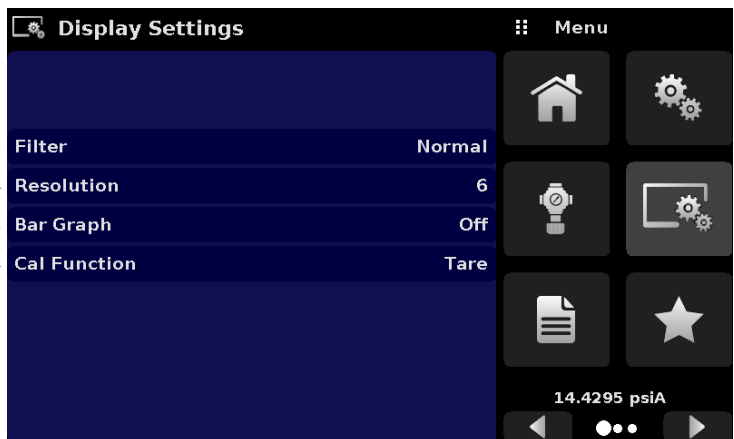 Display Settings
Menu
Filter Normal
Resolution 6
Bar Graph Off
Cal Function Tare
14.4295 psiA